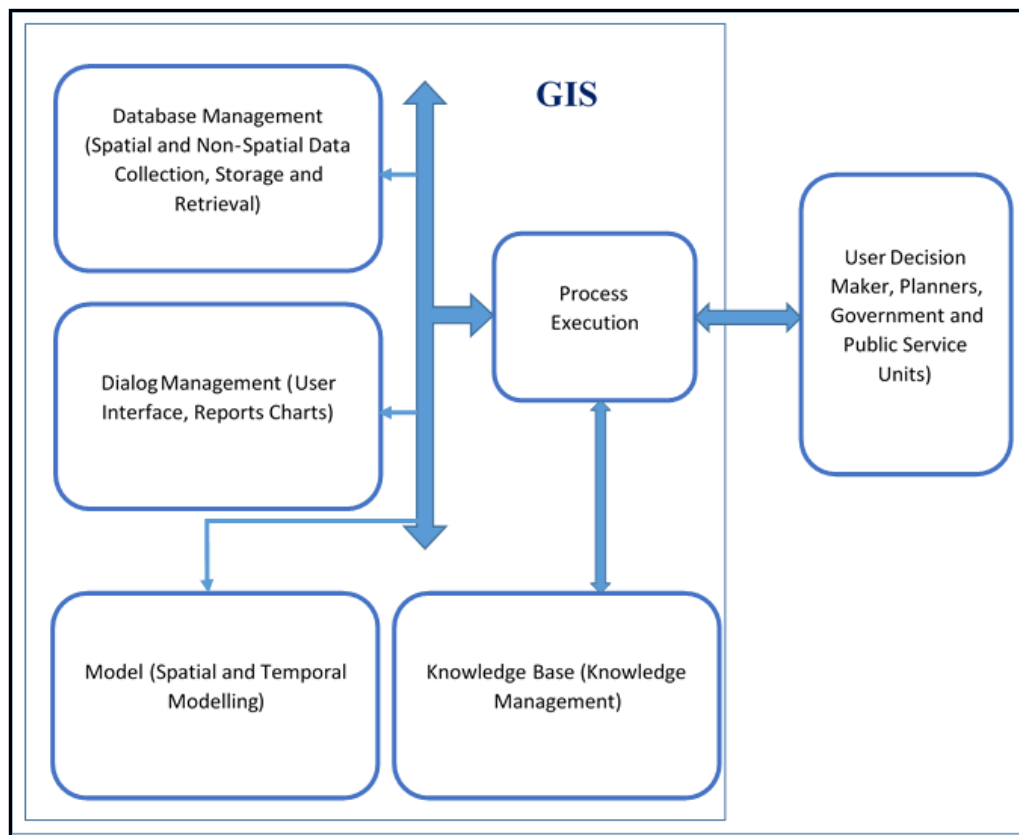 GIS
Database Management
(Spatial and Non-Spatial Data
Collection, Storage and
Retrieval)
Process
Execution
User Decision
Maker, Planners,
Government and
Public Service
Units)
Dialog Management (User
Interface, Reports Charts)
Model (Spatial and Temporal
Modelling)
Knowledge Base (Knowledge
Management)